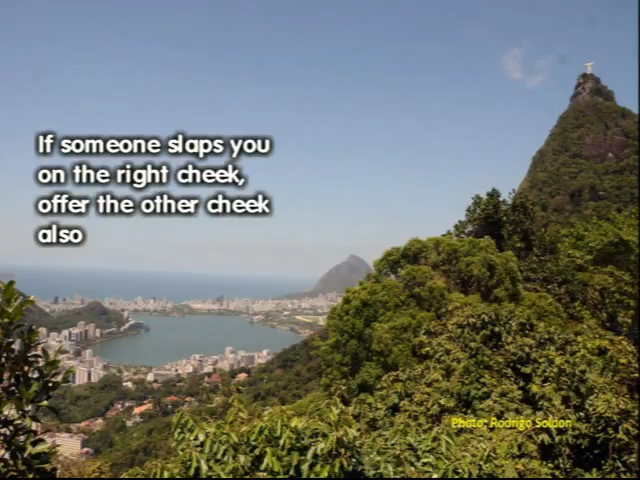 If someone slaps you
on the right cheek,
offer the other cheek
also
Photo: Rodrigo Soldon